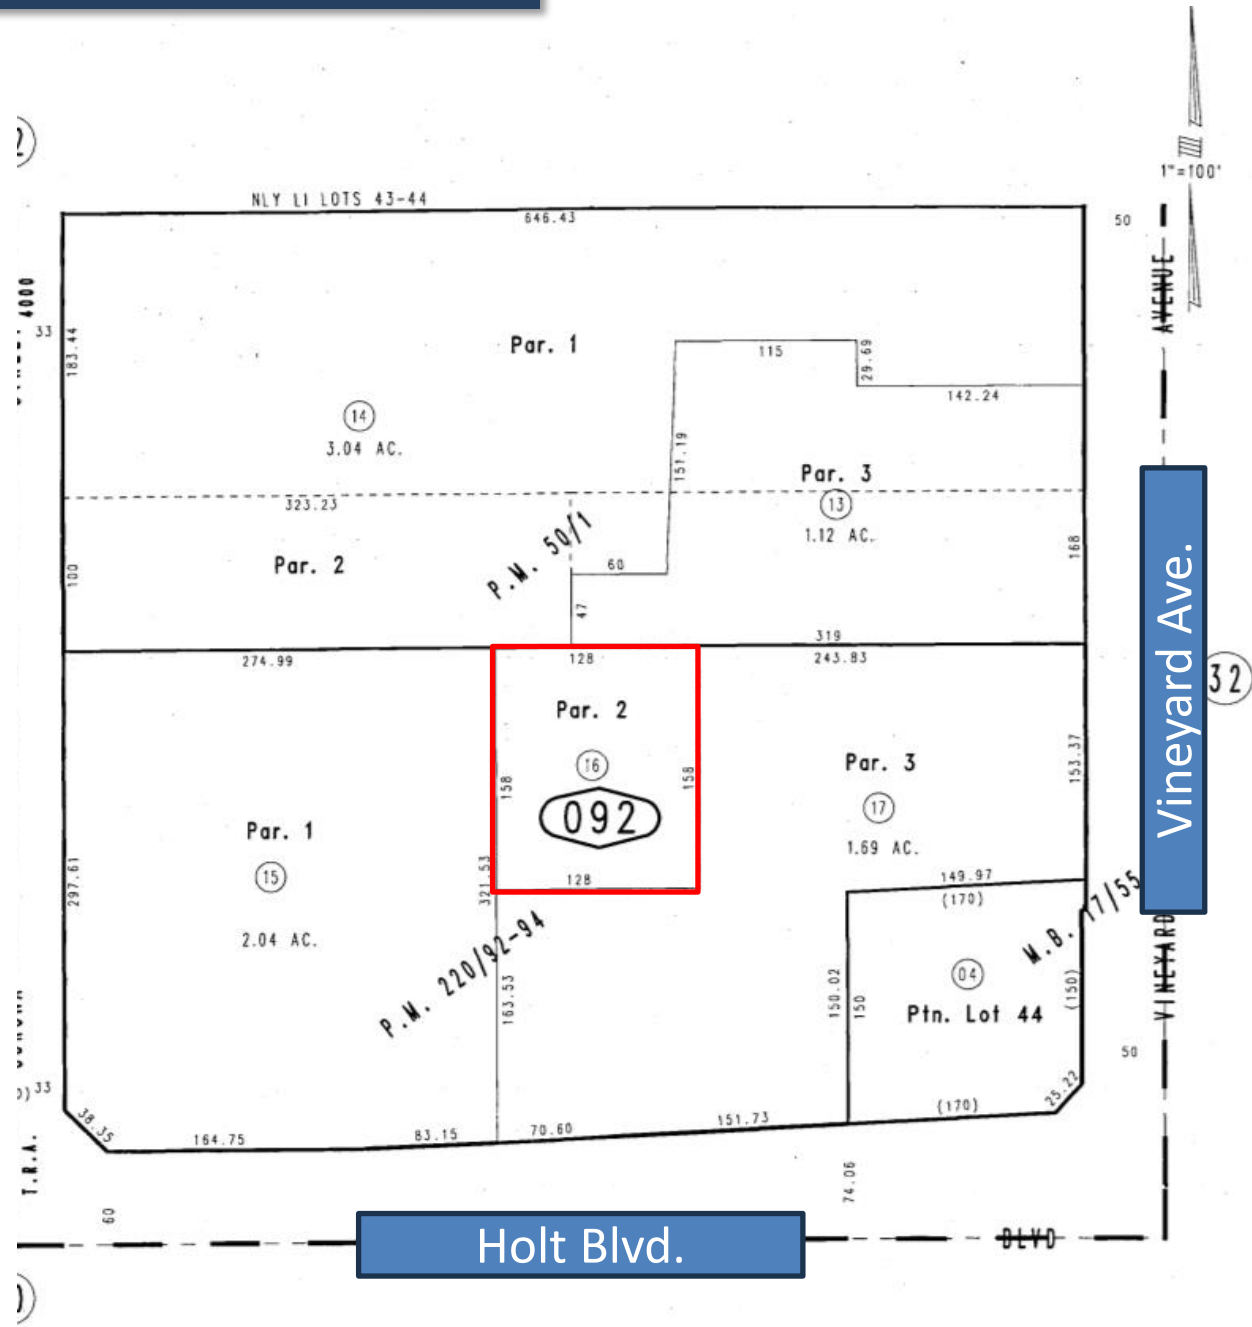 1"=100'
NLY LI LOTS 43-44
646.43
50
AVENUE
4000
33
183.44
Par. 1
115
29.69
142.24
14
3.04 AC.
151.19
Par. 3
13
1.12 AC.
323.23
P.M. 50/1
Par. 2
100
60
47
168
319
274.99
128
243.83
32
Vineyard Ave.
Par. 2
16
158
158
092
128
Par. 3
17
1.69 AC.
153.37
Par. 1
15
2.04 AC.
297.61
321.53
149.97
(170)
M.B. 17/55
P.M. 220/92-94
163.53
04
Ptn. Lot 44
150.02
150
(150)
VINEYARD
50
33
38.35
164.75
83.15
70.60
151.73
(170)
25.22
T.R.A.
60
74.06
Holt Blvd.
BLVD